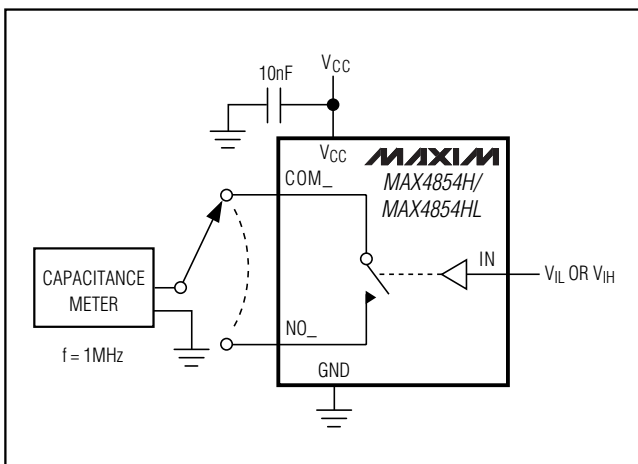 10nF
VCC
VCC
MAXIM
COM_
MAX4854H/
MAX4854HL
IN
VIL OR VIH
CAPACITANCE
METER
NO_
f = 1MHz
GND